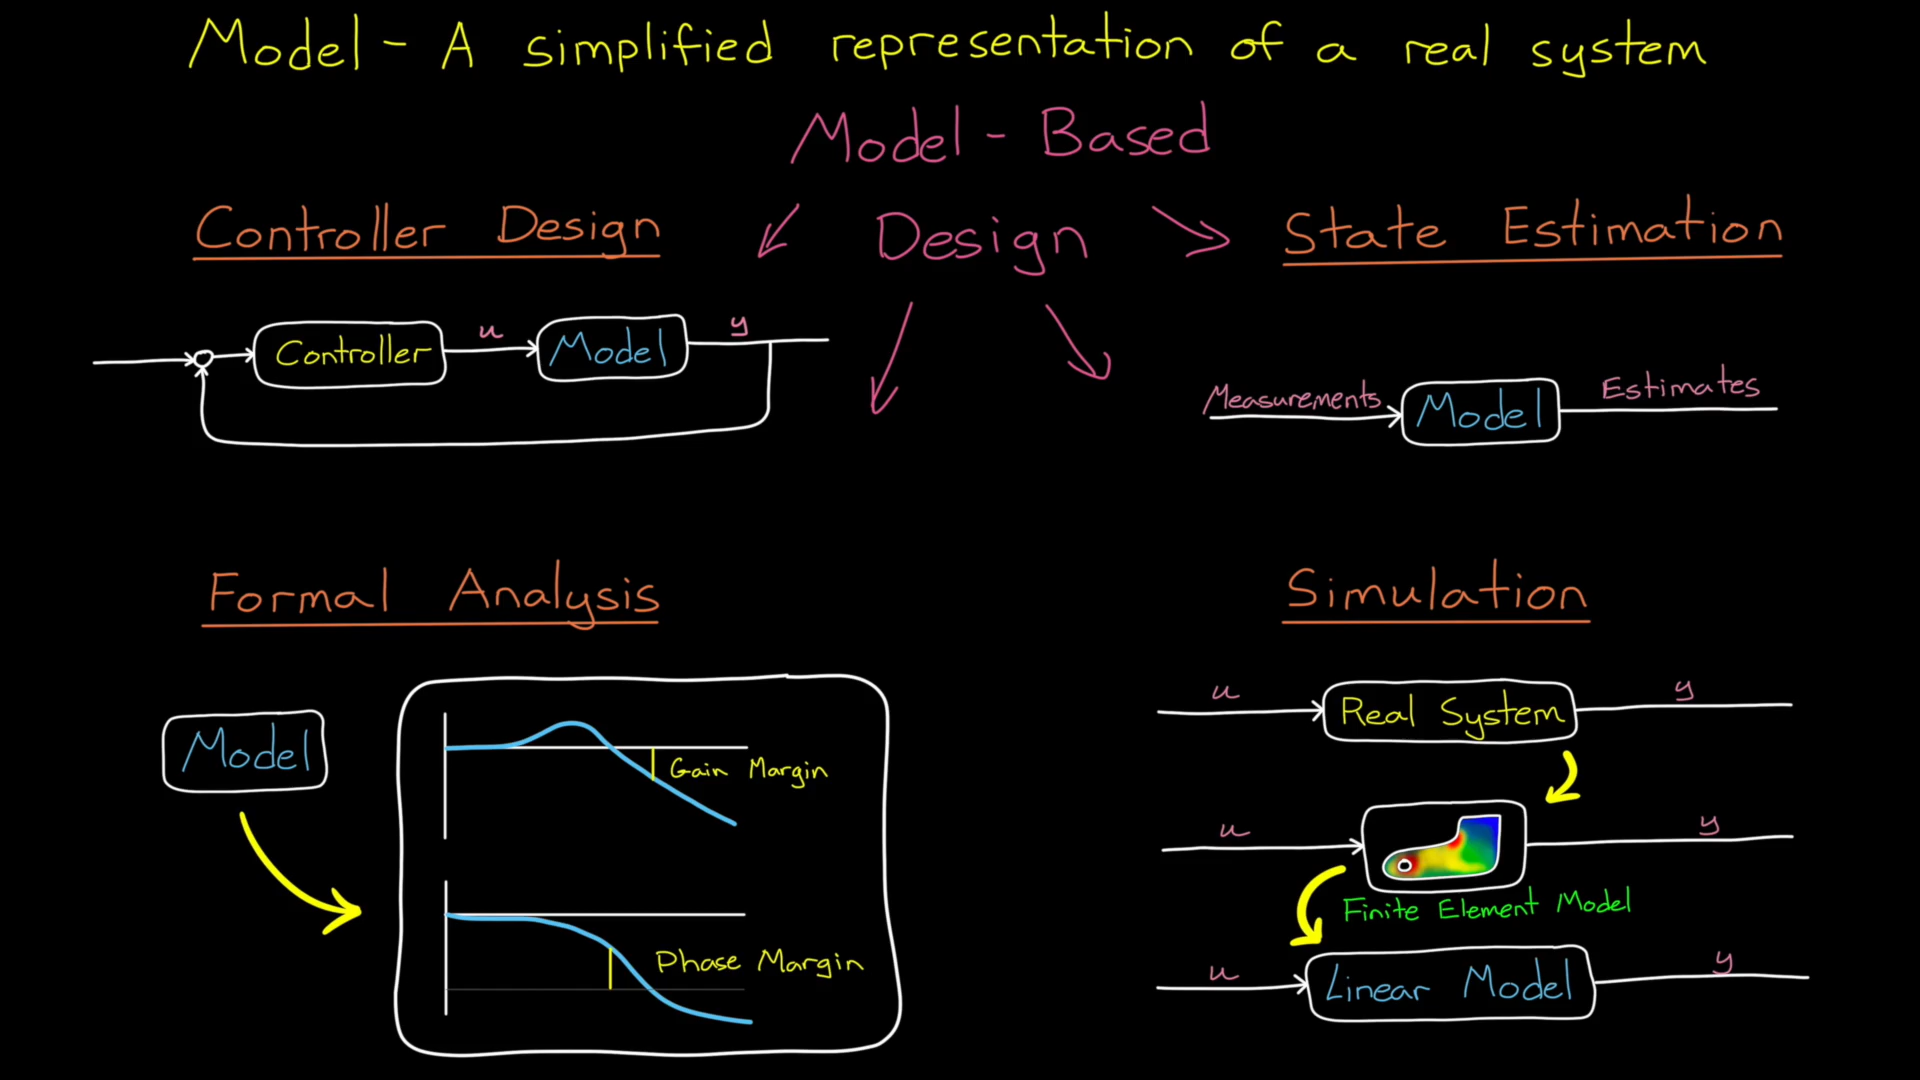 Model - A simplified representation of a real system
Model - Based
Design
Controller Design
Controller
u
Model
y
State Estimation
Measurements
Model
Estimates
Formal Analysis
Model
Gain Margin
Phase Margin
Simulation
u
Real System
y
u
y
Finite Element Model
u
Linear Model
y